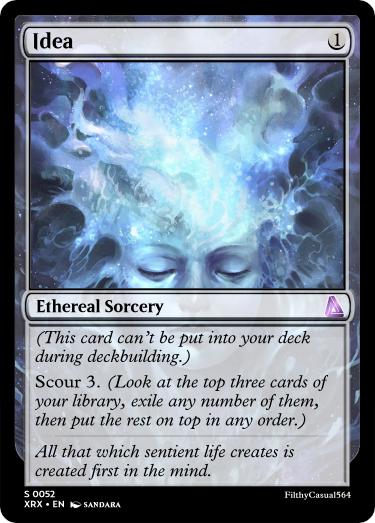 Idea
1
Ethereal Sorcery
(This card can't be put into your deck
during deckbuilding.)
Scour 3. (Look at the top three cards of
your library, exile any number of them,
then put the rest on top in any order.)
All that which sentient life creates is
created first in the mind.
S 0052
XRX • EN SANDARA
FilthyCasual564